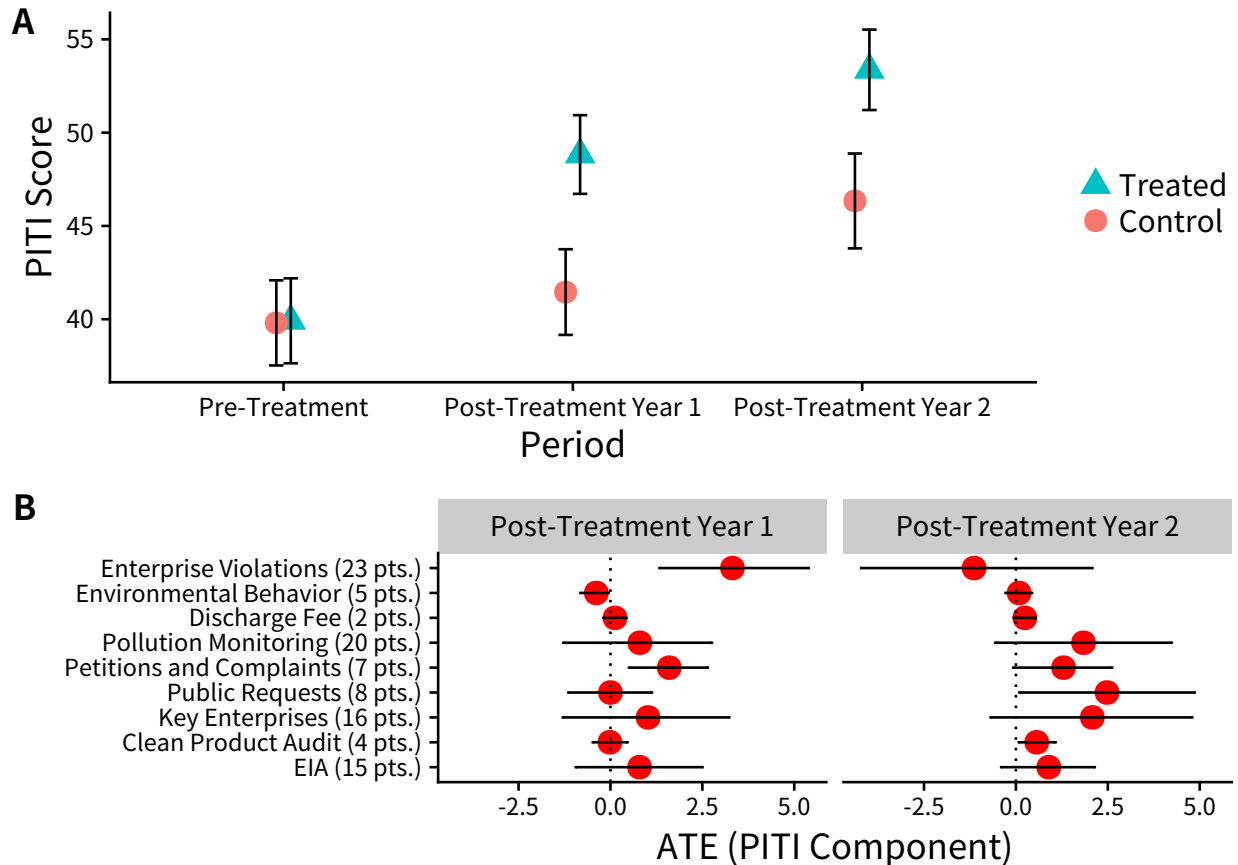 A
55
50
45
40
PITI Score
Pre-Treatment
Post-Treatment Year 1
Post-Treatment Year 2
Period
Treated
Control
B
Post-Treatment Year 1
Post-Treatment Year 2
Enterprise Violations (23 pts.)
Environmental Behavior (5 pts.)
Discharge Fee (2 pts.)
Pollution Monitoring (20 pts.)
Petitions and Complaints (7 pts.)
Public Requests (8 pts.)
Key Enterprises (16 pts.)
Clean Product Audit (4 pts.)
EIA (15 pts.)
-2.5 0.0 2.5 5.0
-2.5 0.0 2.5 5.0
ATE (PITI Component)